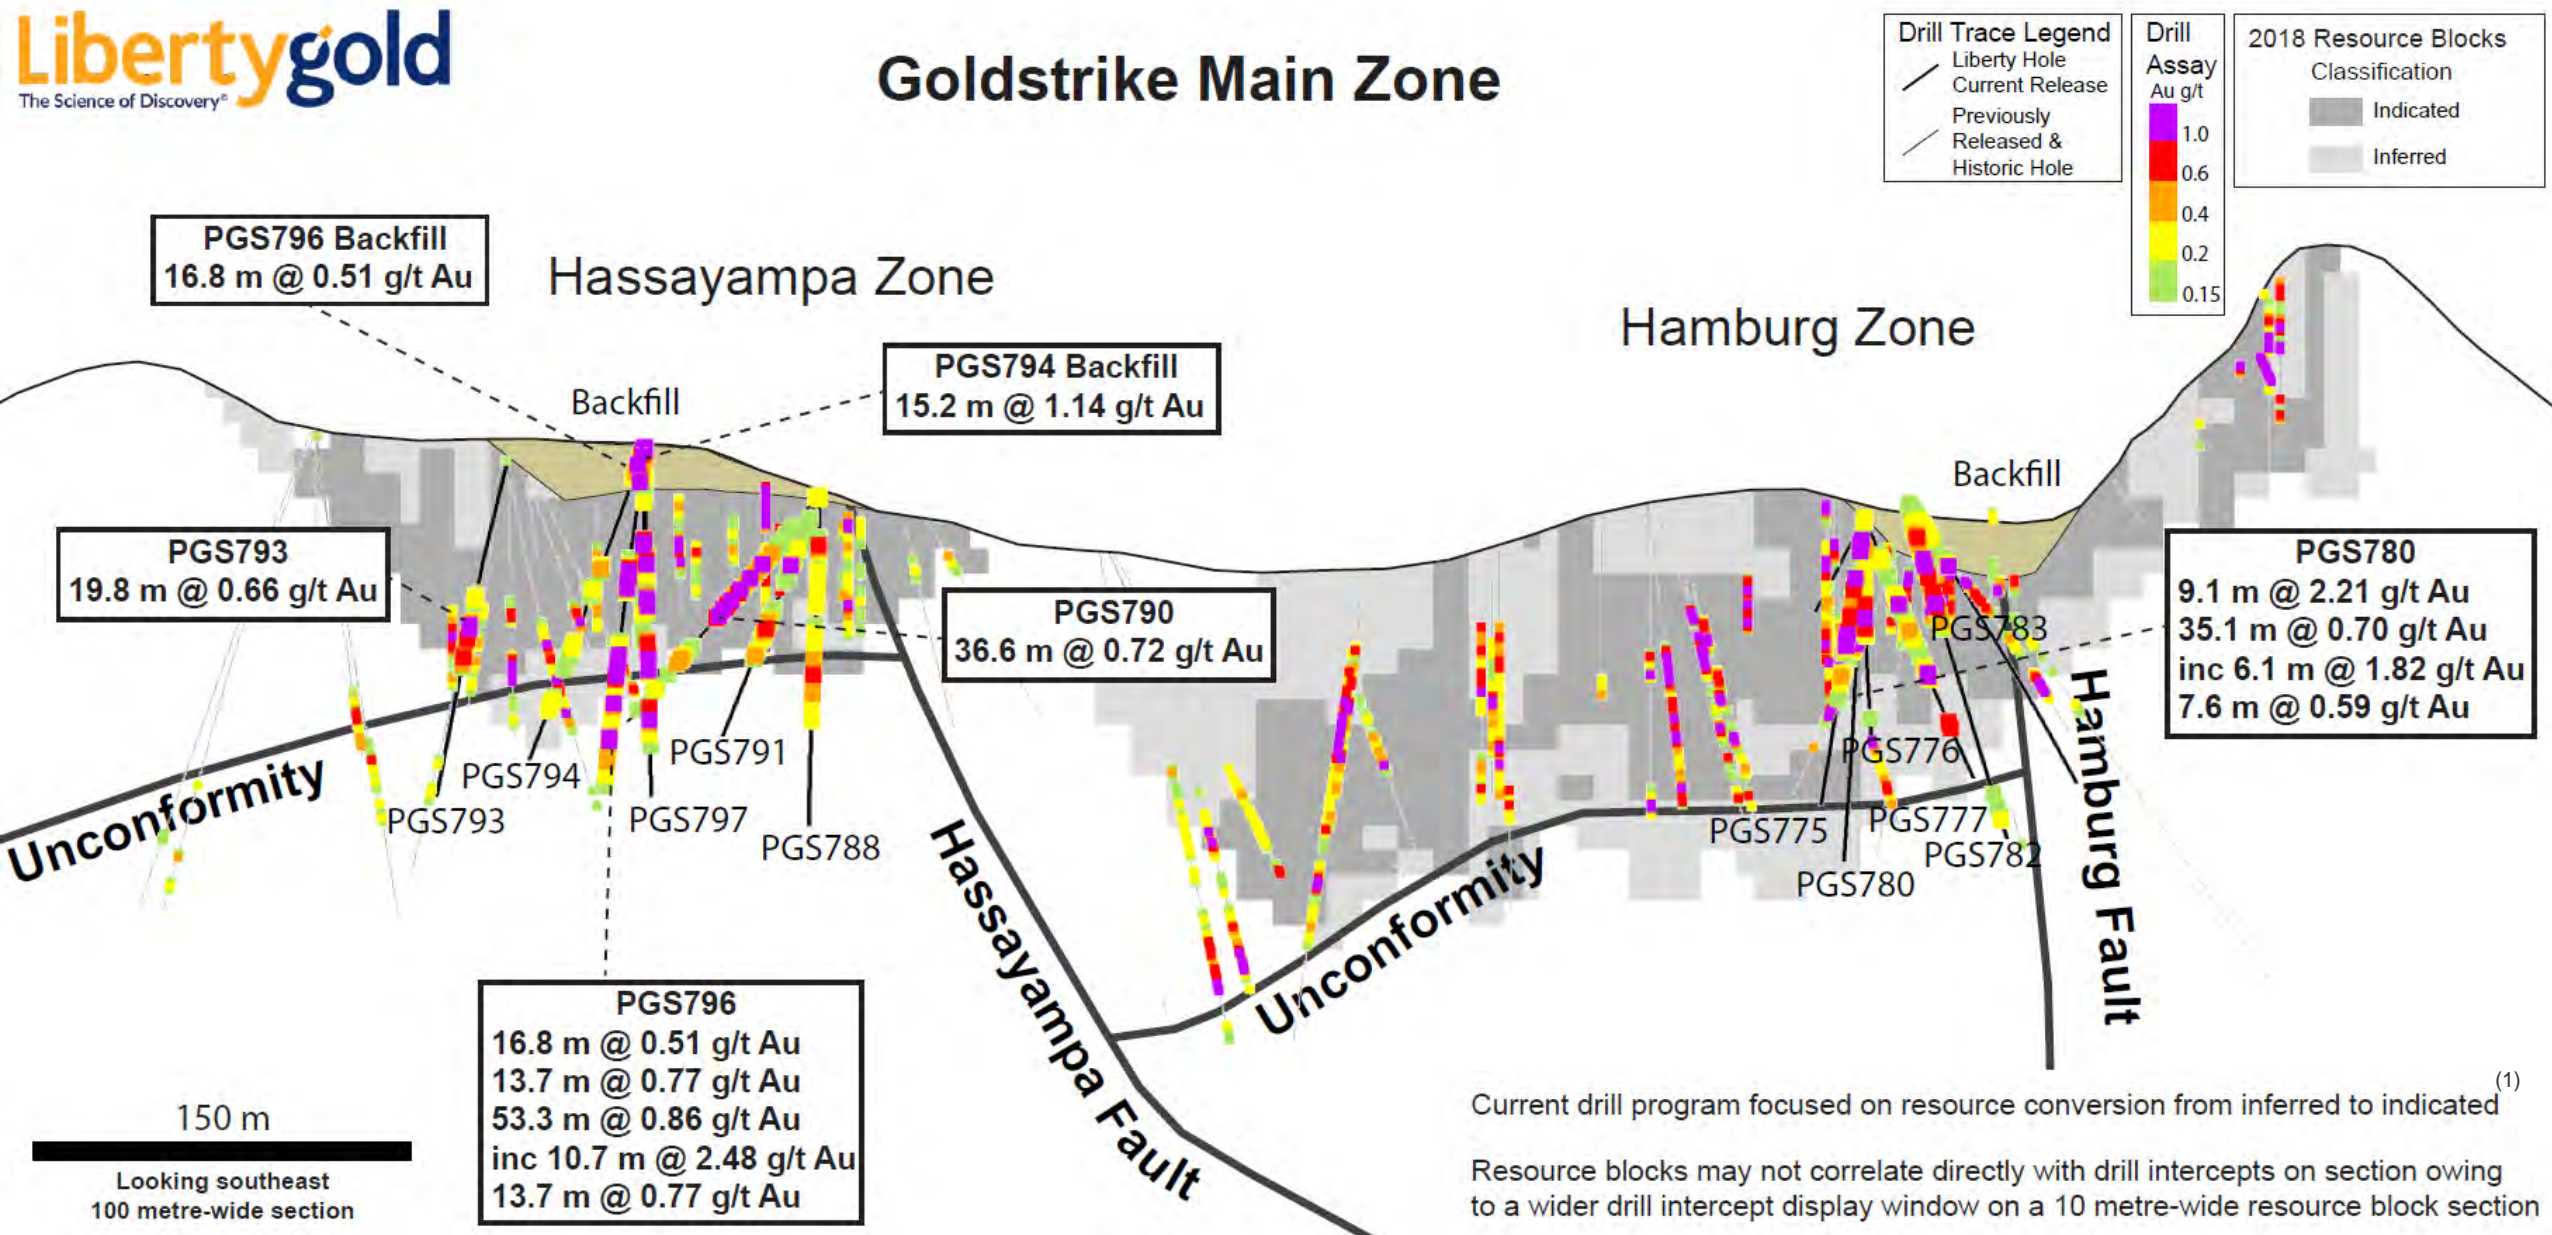 Libertygold
The Science of Discovery®
Goldstrike Main Zone
Drill Trace Legend
Liberty Hole
Current Release
Previously
Released &
Historic Hole
Drill
Assay
Au g/t
1.0
0.6
0.4
0.2
0.15
2018 Resource Blocks
Classification
Indicated
Inferred
PGS796 Backfill
16.8 m @ 0.51 g/t Au
Hassayampa Zone
Hamburg Zone
PGS794 Backfill
15.2 m @ 1.14 g/t Au
Backfill
Backfill
PGS793
19.8 m @ 0.66 g/t Au
PGS790
36.6 m @ 0.72 g/t Au
PGS780
9.1 m @ 2.21 g/t Au
35.1 m @ 0.70 g/t Au
inc 6.1 m @ 1.82 g/t Au
7.6 m @ 0.59 g/t Au
PGS783
PGS791
PGS776
PGS794
PGS793
PGS797
PGS788
PGS775
PGS777
PGS782
PGS780
Unconformity
Hassayampa Fault
Unconformity
Hamburg Fault
PGS796
16.8 m @ 0.51 g/t Au
13.7 m @ 0.77 g/t Au
53.3 m @ 0.86 g/t Au
inc 10.7 m @ 2.48 g/t Au
13.7 m @ 0.77 g/t Au
150 m
Looking southeast
100 metre-wide section
Current drill program focused on resource conversion from inferred to indicated (1)
Resource blocks may not correlate directly with drill intercepts on section owing
to a wider drill intercept display window on a 10 metre-wide resource block section